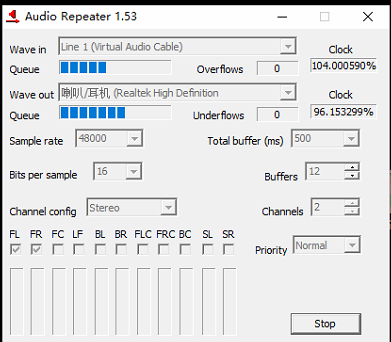 Audio Repeater 1.53
Wave in Line 1 (Virtual Audio Cable) Clock
Queue Overflows 0 104.000590%
Wave out 喇叭/耳机 (Realtek High Definition Clock
Queue Underflows 0 96.153299%
Sample rate 48000 Total buffer (ms) 500
Bits per sample 16 Buffers 12
Channel config Stereo Channels 2
FL FR FC LF BL BR FLC FRC BC SL SR
Priority Normal
Stop